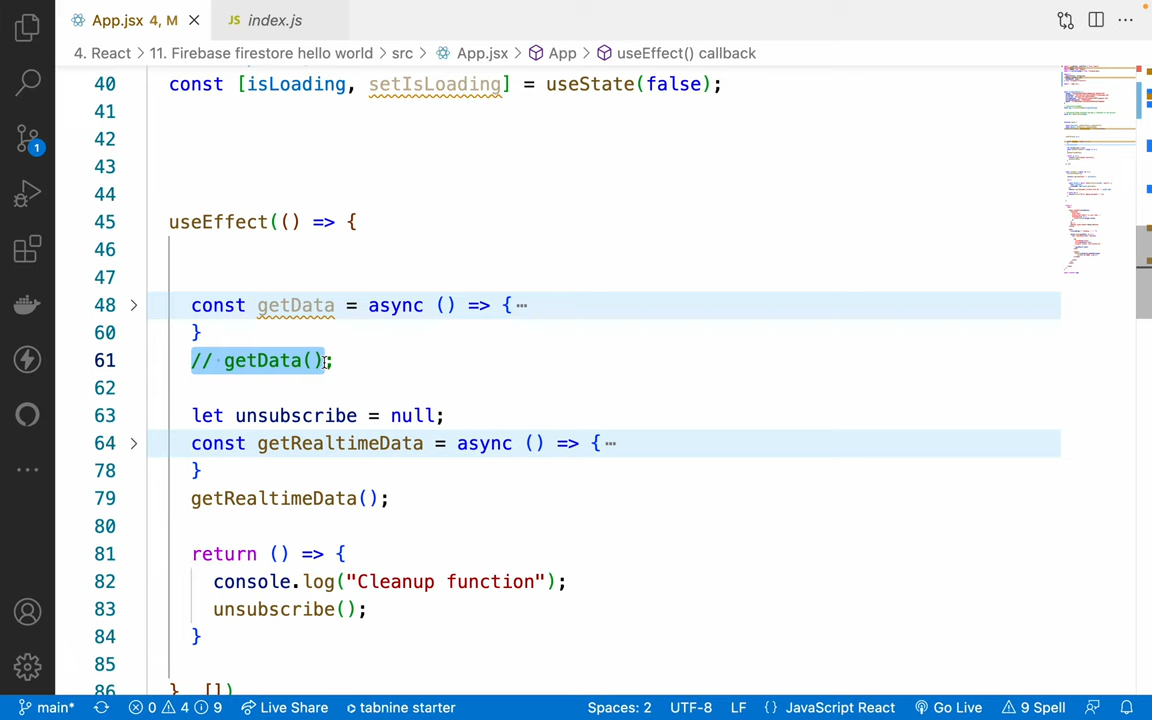 App.jsx 4, M
JS index.js
4. React > 11. Firebase firestore hello world > src > App.jsx > App > useEffect() callback
40 const [isLoading, setIsLoading] = useState(false);
41
42
43
44
45 useEffect(() => {
46
47
48 const getData = async () => {⋯
60 }
61 // getData();
62
63 let unsubscribe = null;
64 const getRealtimeData = async () => {⋯
78 }
79 getRealtimeData();
80
81 return () => {
82 console.log("Cleanup function");
83 unsubscribe();
84 }
85
86 }, [])
1
main* 0 4 9 Live Share tabnine starter Spaces: 2 UTF-8 LF {} JavaScript React Go Live 9 Spell